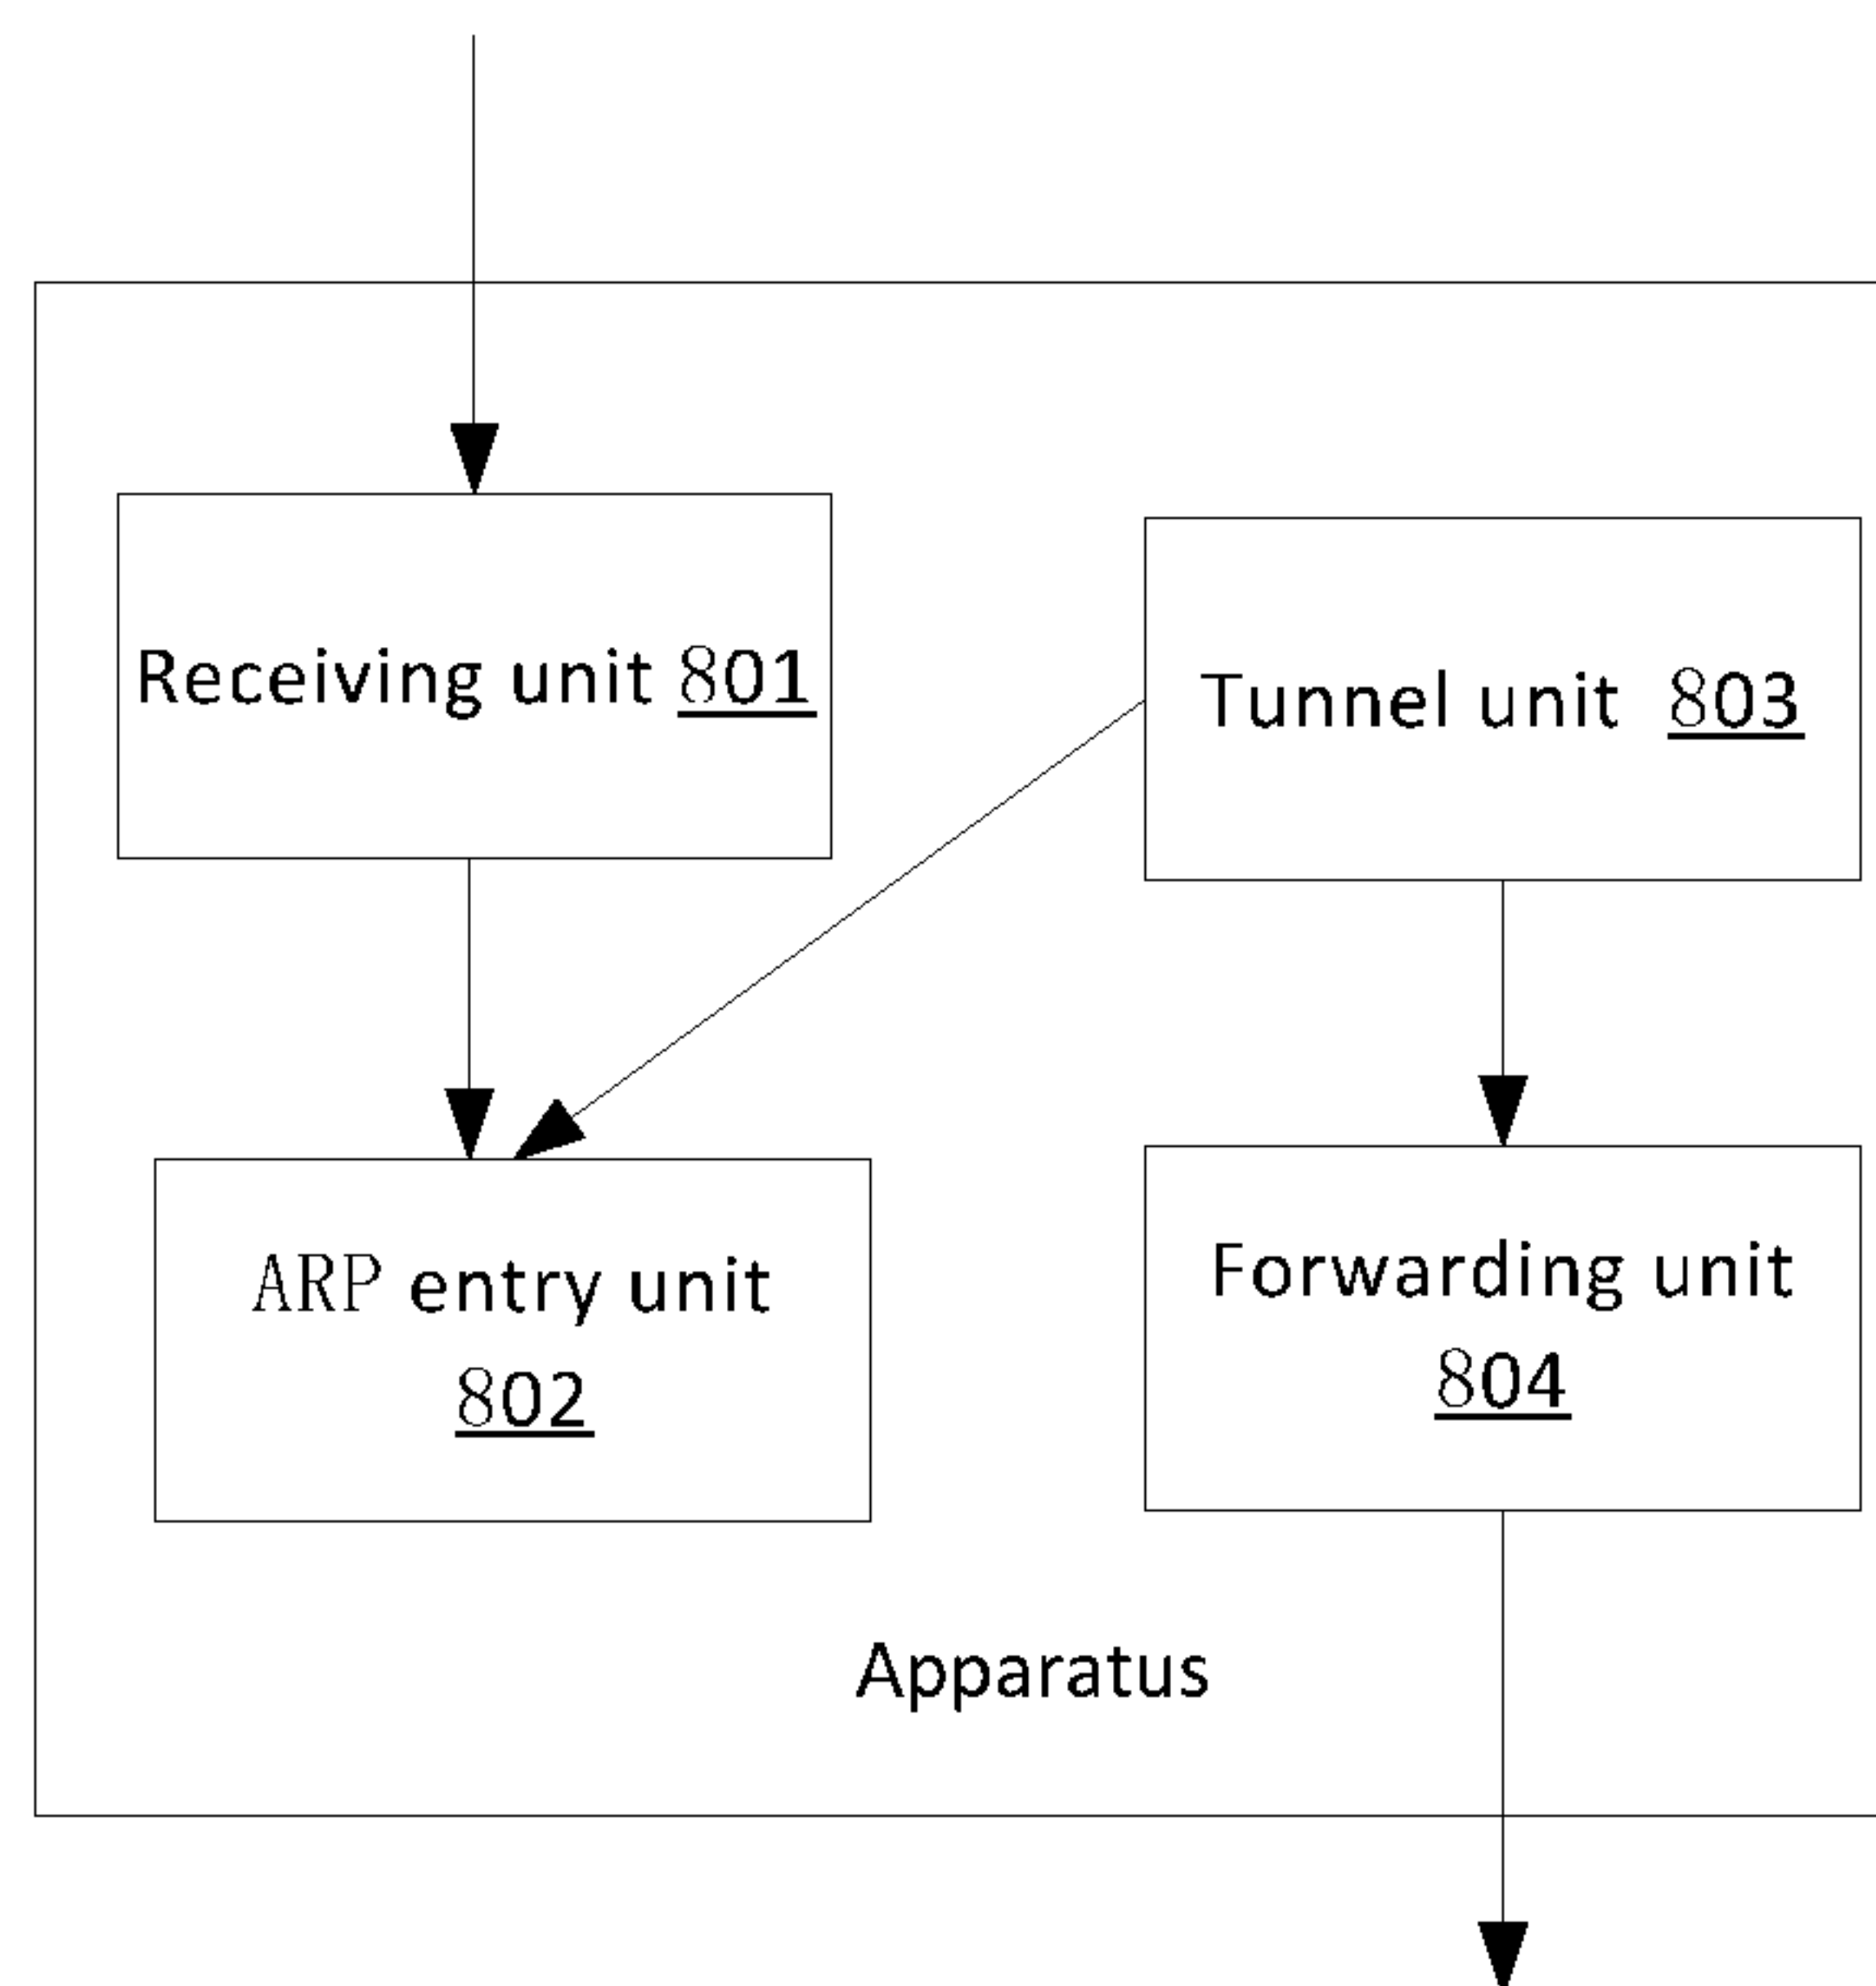 Receiving unit 801
Tunnel unit 803
ARP entry unit
802
Forwarding unit
804
Apparatus